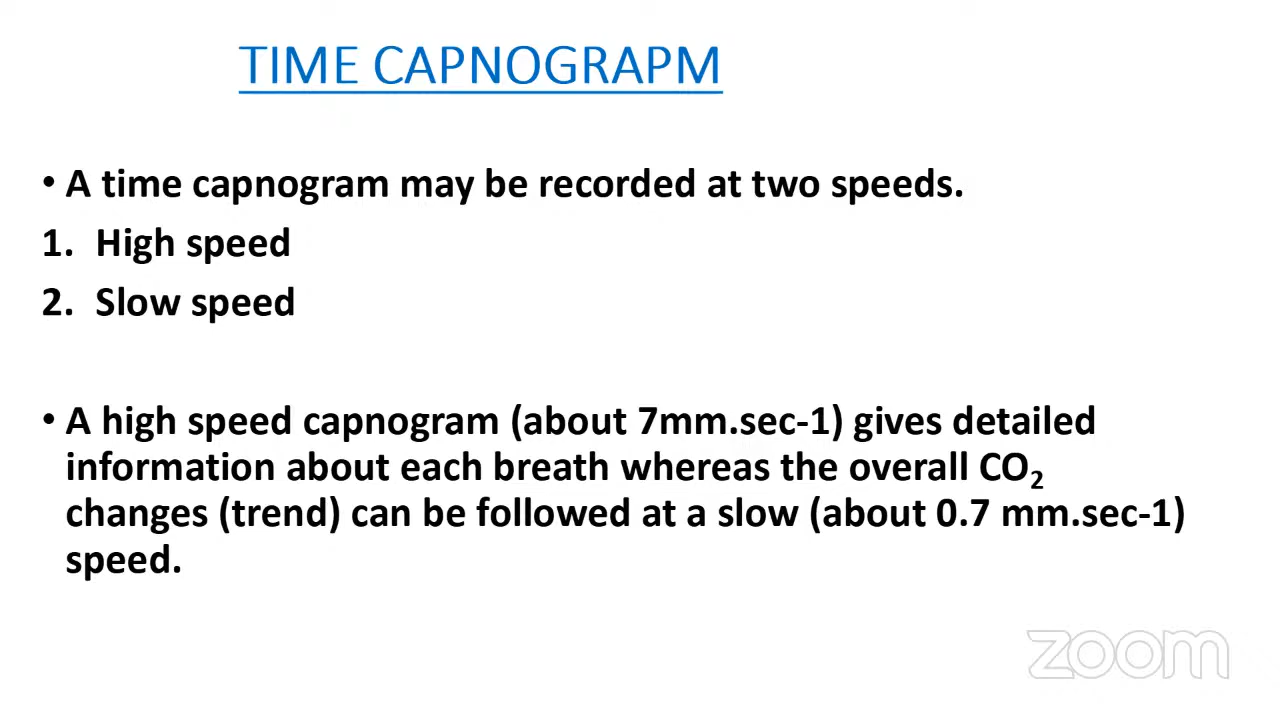 TIME CAPNOGRAPM
• A time capnogram may be recorded at two speeds.
1. High speed
2. Slow speed
• A high speed capnogram (about 7mm.sec-1) gives detailed
information about each breath whereas the overall CO₂
changes (trend) can be followed at a slow (about 0.7 mm.sec-1)
speed.
zoom